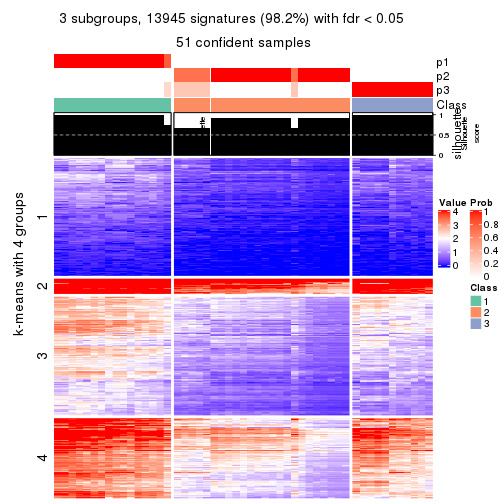 3 subgroups, 13945 signatures (98.2%) with fdr < 0.05
51 confident samples
p1
p2
p3
Class
silhouette
Silhouette
score
1
0.5
0
k-means with 4 groups
1
2
3
4
Value
4
3
2
1
0
Prob
1
0.8
0.6
0.4
0.2
0
Class
1
2
3